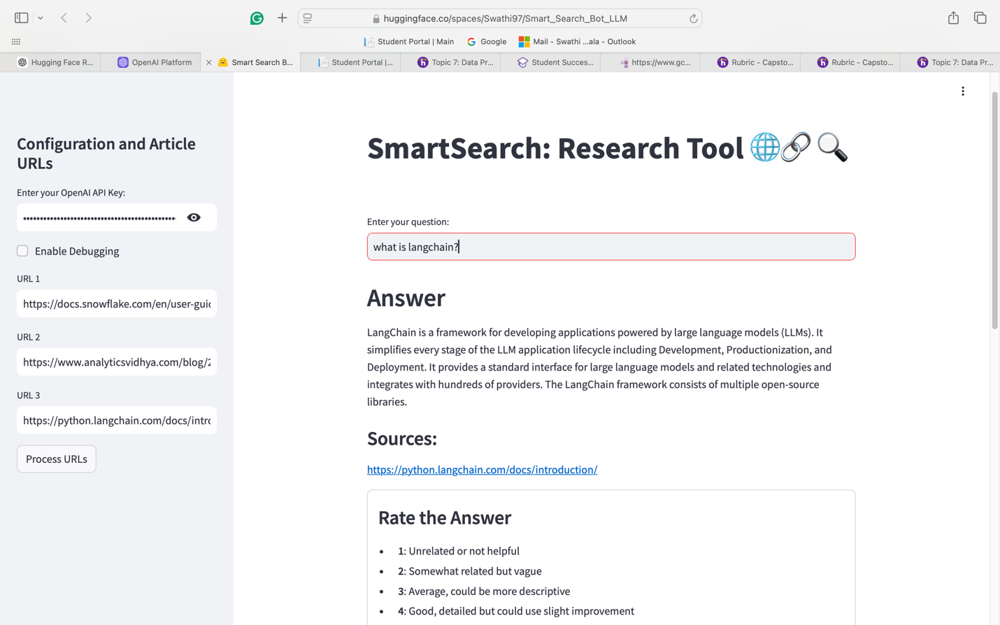 huggingface.co/spaces/Swathi97/Smart_Search_Bot_LLM
Student Portal | Main Google Mail - Swathi ...ala - Outlook
Hugging Face R... OpenAI Platform Smart Search B... Student Portal |... Topic 7: Data Pr... Student Succes... https://www.gc... Rubric - Capsto... Rubric - Capsto... Topic 7: Data Pr...
Configuration and Article
URLs
Enter your OpenAI API Key:
Enable Debugging
URL 1
https://docs.snowflake.com/en/user-guid
URL 2
https://www.analyticsvidhya.com/blog/2
URL 3
https://python.langchain.com/docs/intro
Process URLs
SmartSearch: Research Tool
Enter your question:
what is langchain?
Answer
LangChain is a framework for developing applications powered by large language models (LLMs). It
simplifies every stage of the LLM application lifecycle including Development, Productionization, and
Deployment. It provides a standard interface for large language models and related technologies and
integrates with hundreds of providers. The LangChain framework consists of multiple open-source
libraries.
Sources:
https://python.langchain.com/docs/introduction/
Rate the Answer
• 1: Unrelated or not helpful
• 2: Somewhat related but vague
• 3: Average, could be more descriptive
• 4: Good, detailed but could use slight improvement